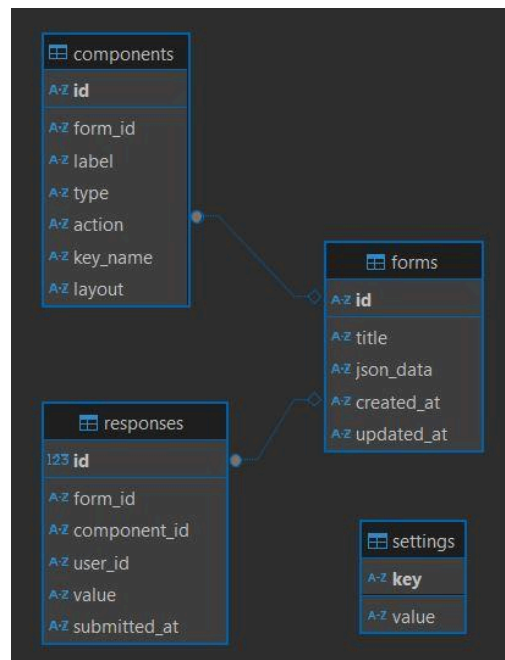 components
A-Z id
A-Z form_id
A-Z label
A-Z type
A-Z action
A-Z key_name
A-Z layout
forms
A-Z id
A-Z title
A-Z json_data
A-Z created_at
A-Z updated_at
responses
123 id
A-Z form_id
A-Z component_id
A-Z user_id
A-Z value
A-Z submitted_at
settings
A-Z key
A-Z value